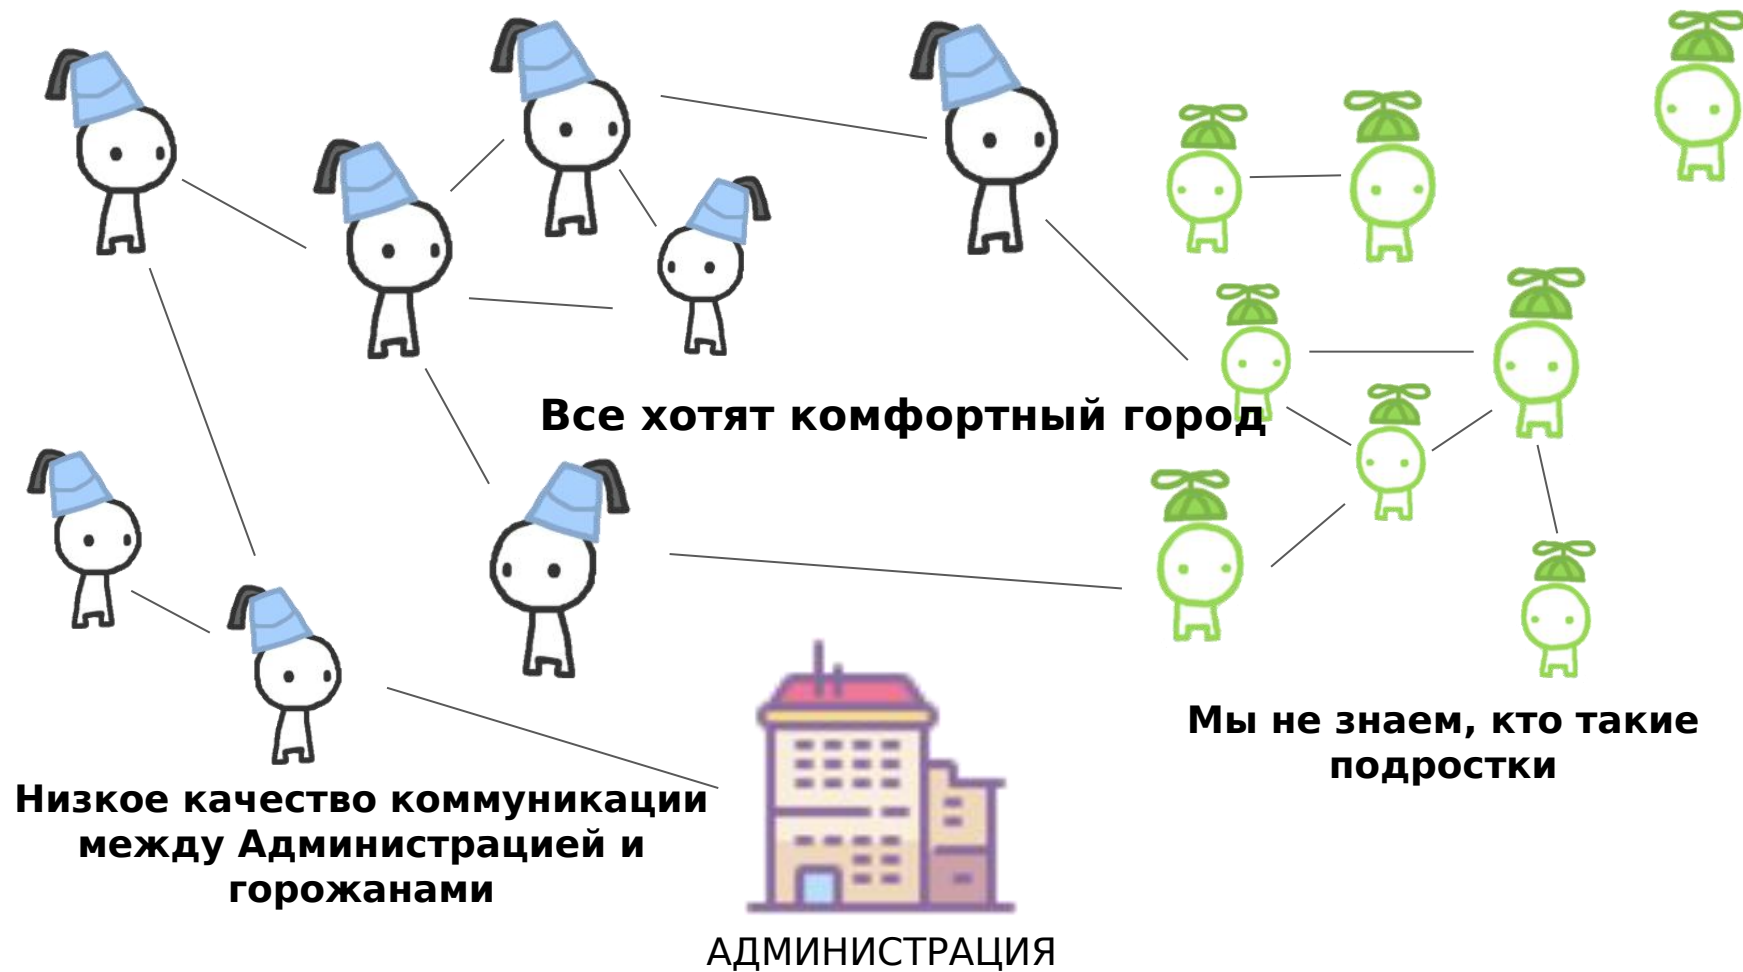 Все хотят комфортный город
Мы не знаем, кто такие
подростки
Низкое качество коммуникации
между Администрацией и
горожанами
АДМИНИСТРАЦИЯ